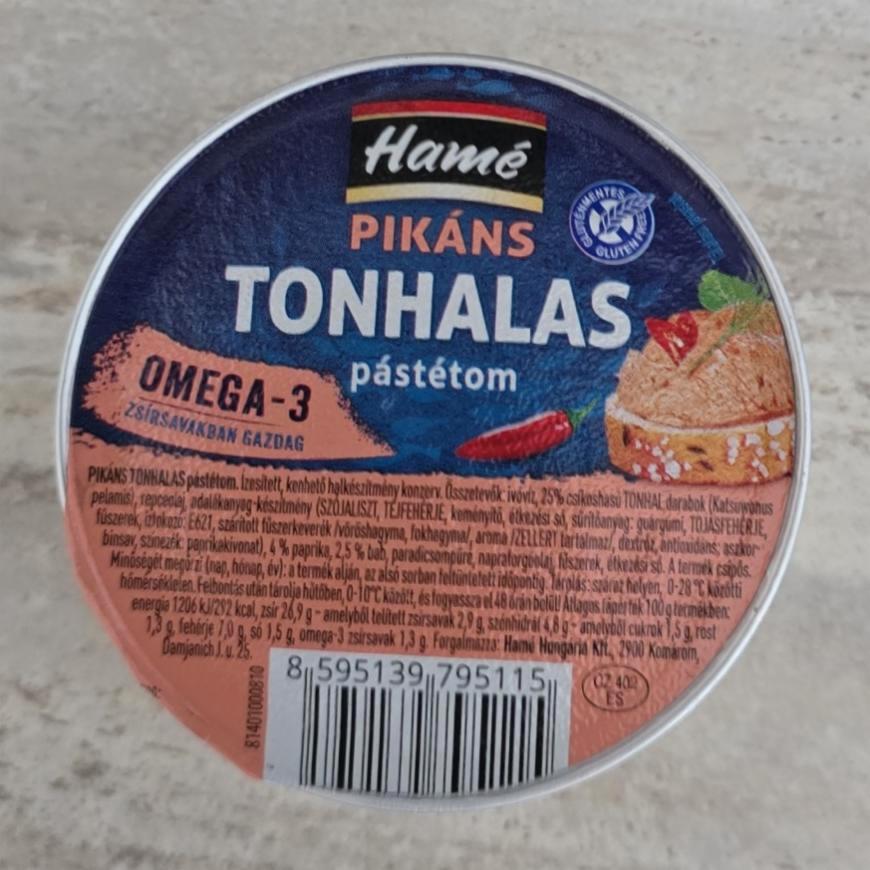 Hamé
PIKÁNS
GLUTÉNMENTES
GLUTEN FREE
TONHALAS
pástétom
OMEGA-3
ZSÍRSAVAKBAN GAZDAG
PIKÁNS TONHALAS pástétom. Ízesített, kenhető halkészítmény konzerv. Összetevők: ivóvíz, 25% csíkoshasú TONHAL darabok (Katsuwonus
pelamis), repceolaj, adalékanyag-készítmény (SZÓJALISZT, TEJFEHÉRJE, keményítő, étkezési só, sűrítőanyag: guargumi, TOJÁSFEHÉRJE,
fűszerek, ízfokozó: E621, szárított fűszerkeverék /vöröshagyma, fokhagyma/, aroma /ZELLERT tartalmaz/, dextróz, antioxidáns: aszkor-
binsav, színezék: paprikakivonat), 4 % paprika, 2,5 % bab, paradicsompüré, napraforgóolaj, fűszerek, étkezési só. A termék csípős.
Minőségét megőrzi (nap, hónap, év): a termék alján, az alsó sorban feltüntetett időpontig. Tárolás: száraz helyen, 0-28 °C közötti
hőmérsékleten. Felbontás után tárolja hűtőben, 0-10°C között, és fogyassza el 48 órán belül! Átlagos tápérték 100 g termékben:
energia 1206 kJ/292 kcal, zsír 26,9 g - amelyből telített zsírsavak 2,9 g, szénhidrát 4,8 g - amelyből cukrok 1,5 g, rost
1,3 g, fehérje 7,0 g, só 1,5 g, omega-3 zsírsavak 1,3 g. Forgalmazza: Hamé Hungária Kft., 2900 Komárom,
Damjanich J. u. 25.
8 595139 795115
81401000810
CZ 402
ES